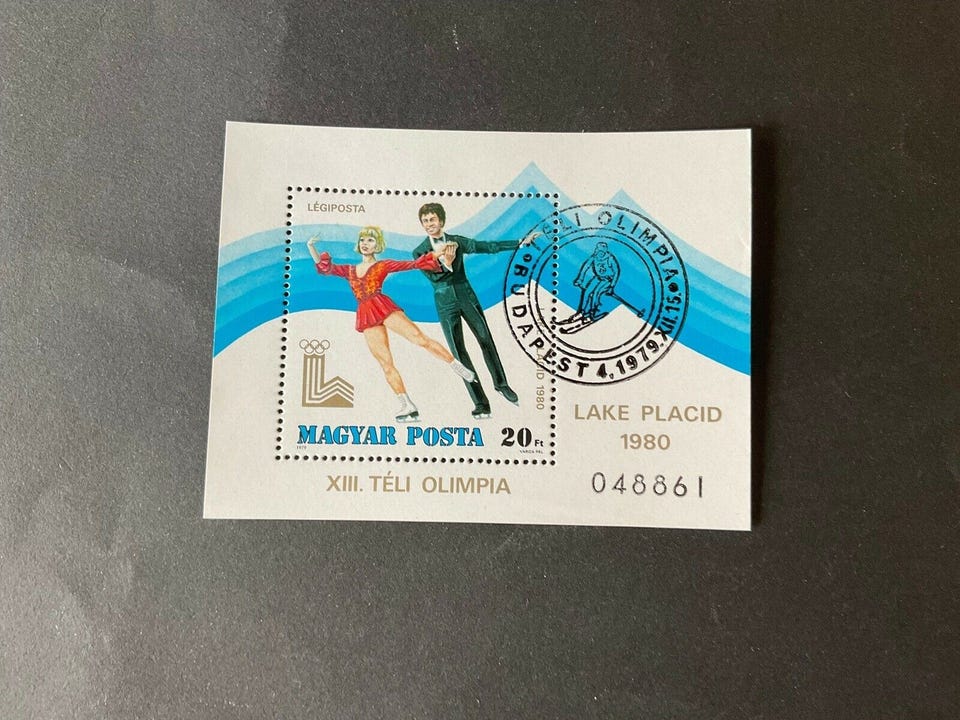 LÉGIPOSTA
TÉLI OLIMPIA
•BUDAPEST 4, 1979.XII.15.•
PLACID 1980
MAGYAR POSTA 20 Ft
1979
VARGA PÁL
LAKE PLACID
1980
XIII. TÉLI OLIMPIA
048861